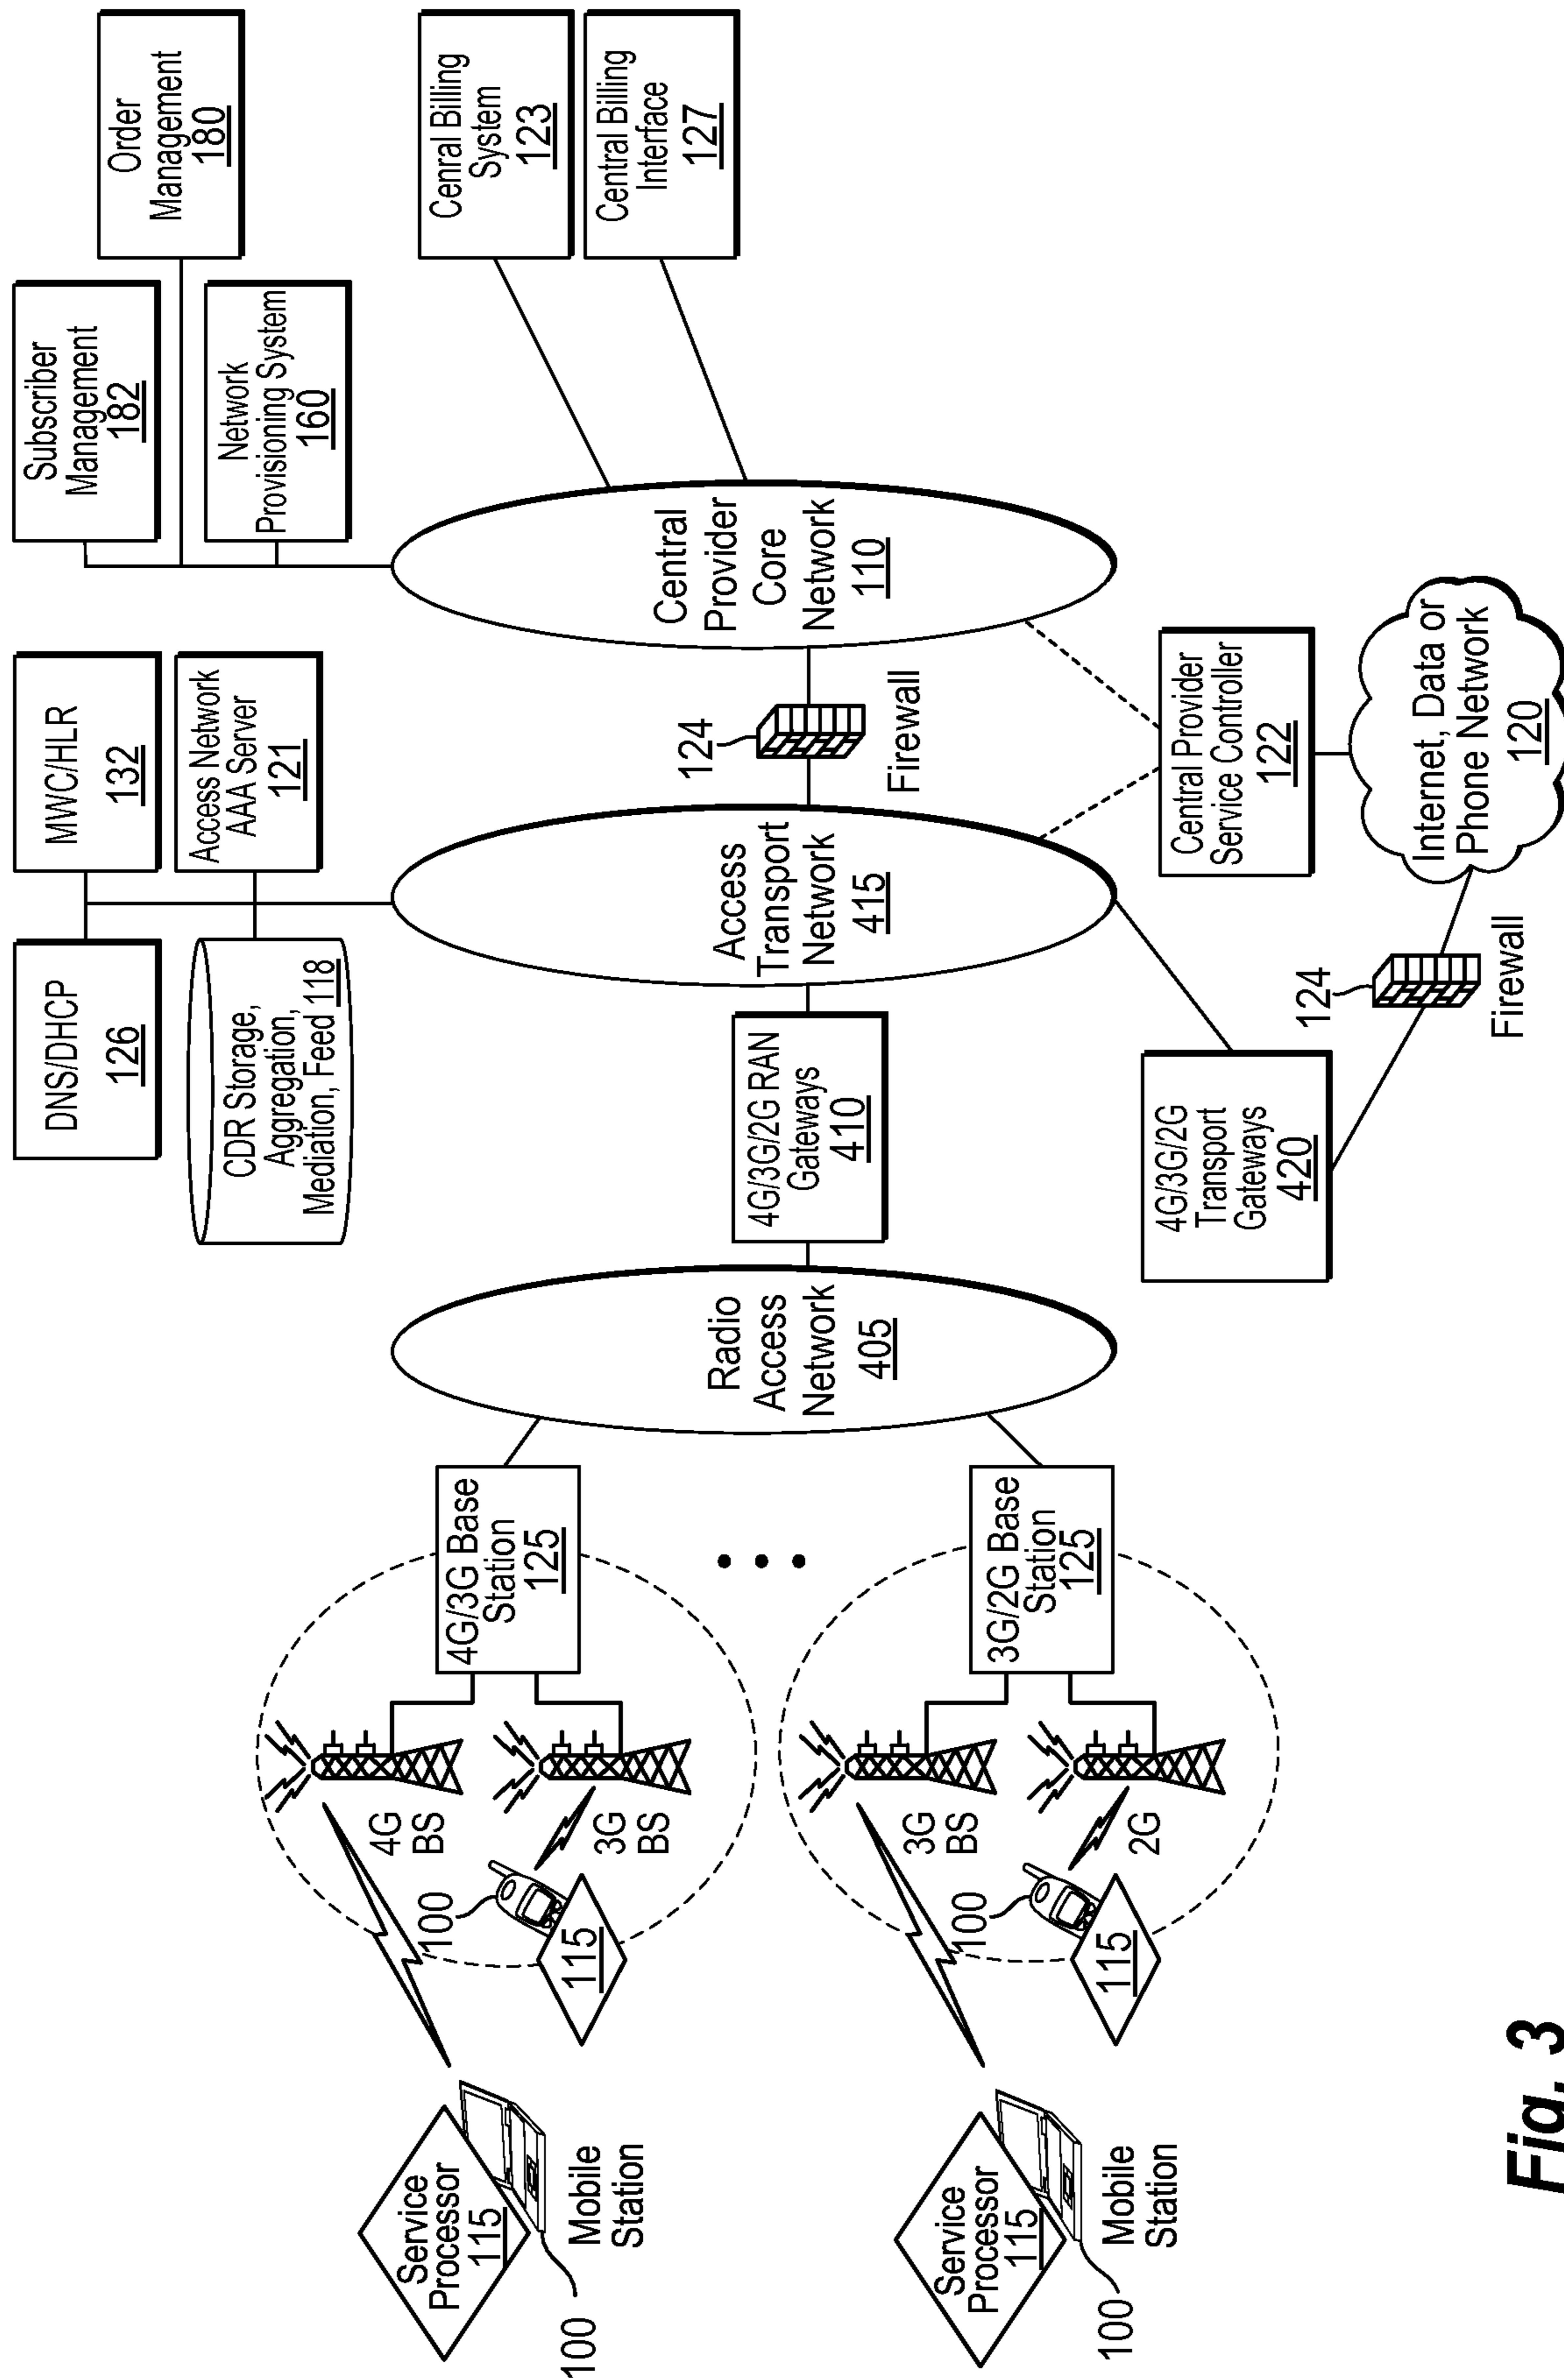 Subscriber
Management
182
Order
Management
180
Network
Provisioning System
160
Cenral Billing
System
123
Central Billing
Interface
127
DNS/DHCP
126
MWC/HLR
132
CDR Storage,
Aggregation,
Mediation, Feed 118
Access Network
AAA Server
121
Central
Provider
Core
Network
110
124
Firewall
Access
Transport
Network
415
4G/3G/2G RAN
Gateways
410
Radio
Access
Network
405
Central Provider
Service Controller
122
Internet, Data or
Phone Network
120
124
Firewall
4G/3G/2G
Transport
Gateways
420
4G/3G Base
Station
125
4G
BS
3G
BS
100
115
Service
Processor
115
100
Mobile
Station
3G/2G Base
Station
125
3G
BS
2G
100
115
Service
Processor
115
100
Mobile
Station
Fig. 3